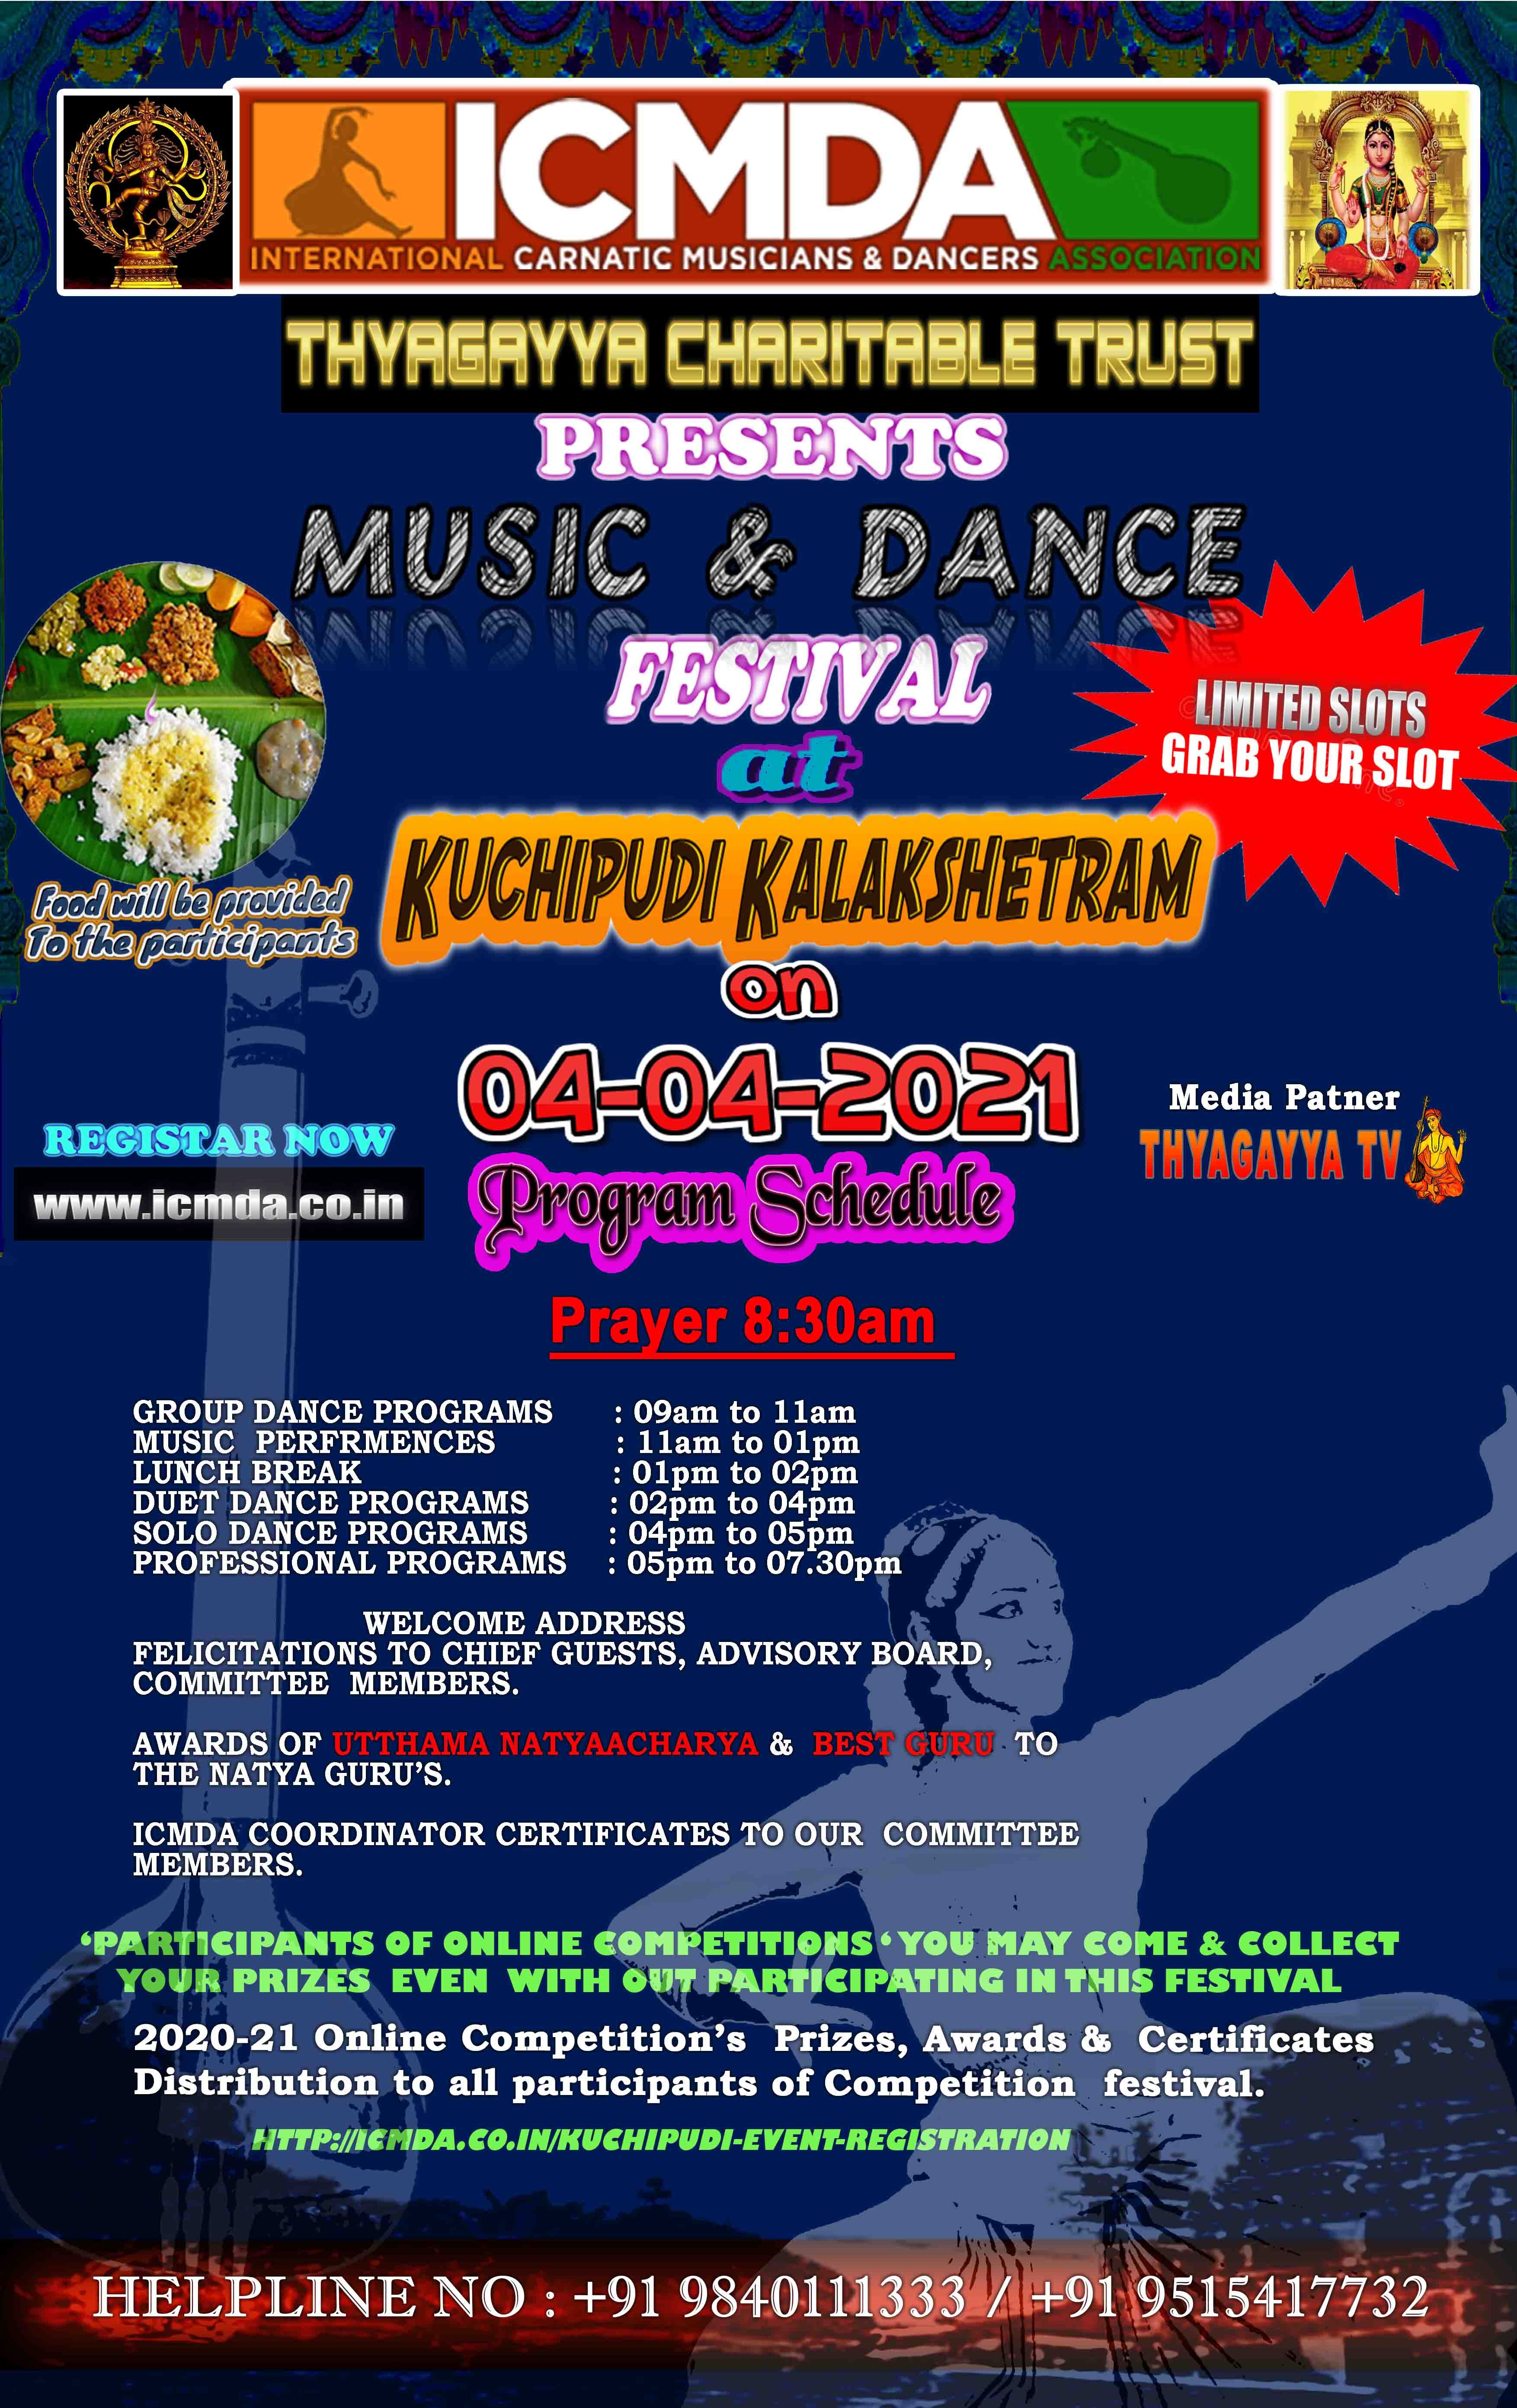 ICMDA
INTERNATIONAL CARNATIC MUSICIANS & DANCERS ASSOCIATION
THYAGAYYA CHARITABLE TRUST
PRESENTS
MUSIC & DANCE
FESTIVAL
at
LIMITED SLOTS
GRAB YOUR SLOT
KUCHIPUDI KALAKSHETRAM
Food will be provided
To the participants
on
04-04-2021
Media Patner
THYAGAYYA TV
REGISTAR NOW
www.icmda.co.in
Program Schedule
Prayer 8:30am
GROUP DANCE PROGRAMS : 09am to 11am
MUSIC PERFRMENCES : 11am to 01pm
LUNCH BREAK : 01pm to 02pm
DUET DANCE PROGRAMS : 02pm to 04pm
SOLO DANCE PROGRAMS : 04pm to 05pm
PROFESSIONAL PROGRAMS : 05pm to 07.30pm
WELCOME ADDRESS
FELICITATIONS TO CHIEF GUESTS, ADVISORY BOARD,
COMMITTEE MEMBERS.
AWARDS OF UTTHAMA NATYAACHARYA & BEST GURU TO
THE NATYA GURU'S.
ICMDA COORDINATOR CERTIFICATES TO OUR COMMITTEE
MEMBERS.
‘PARTICIPANTS OF ONLINE COMPETITIONS ‘ YOU MAY COME & COLLECT
YOUR PRIZES EVEN WITH OUT PARTICIPATING IN THIS FESTIVAL
2020-21 Online Competition's Prizes, Awards & Certificates
Distribution to all participants of Competition festival.
HTTP://ICMDA.CO.IN/KUCHIPUDI-EVENT-REGISTRATION
HELPLINE NO : +91 9840111333 / +91 9515417732